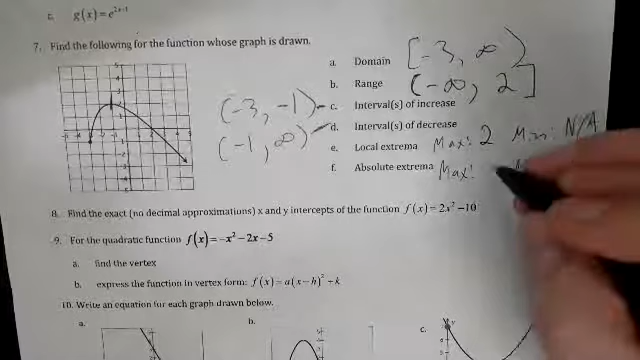 c. g(x) = e^{2x-1}
7. Find the following for the function whose graph is drawn.
a. Domain [-3, ∞)
b. Range (-∞, 2]
(-3, -1) c. Interval(s) of increase
(-1, ∞) d. Interval(s) of decrease
e. Local extrema Max: 2 Min: N/A
f. Absolute extrema Max:
8. Find the exact (no decimal approximations) x and y intercepts of the function f(x) = 2x² - 10
9. For the quadratic function f(x) = -x² - 2x - 5
a. find the vertex
b. express the function in vertex form: f(x) = a(x-h)² + k
10. Write an equation for each graph drawn below.
a. b. c.